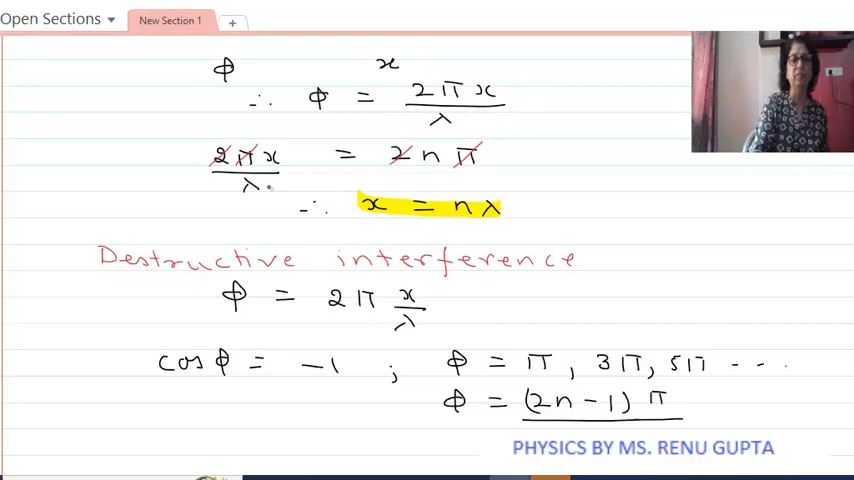 Open Sections
New Section 1
+
ϕ x
∴ ϕ = 2πx / λ
2πx / λ = 2nπ
∴ x = nλ
Destructive interference
ϕ = 2π x/λ
cosϕ = -1 ; ϕ = π, 3π, 5π ---.
ϕ = (2n-1)π
PHYSICS BY MS. RENU GUPTA